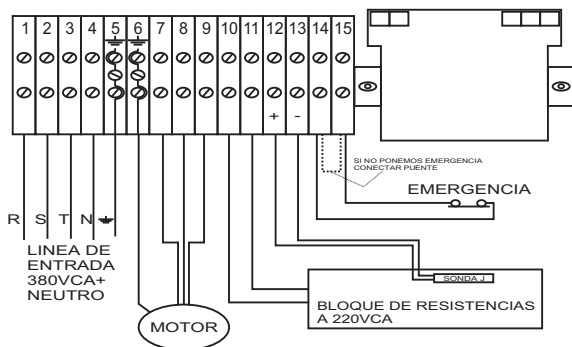 1 2 3 4 5 6 7 8 9 10 11 12 13 14 15
+ -
SI NO PONEMOS EMERGENCIA
CONECTAR PUENTE
EMERGENCIA
R S T N
LINEA DE
ENTRADA
380VCA+
NEUTRO
SONDA J
BLOQUE DE RESISTENCIAS
A 220VCA
MOTOR